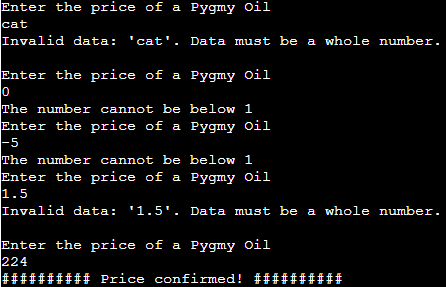 Enter the price of a Pygmy Oil
cat
Invalid data: 'cat'. Data must be a whole number.
Enter the price of a Pygmy Oil
0
The number cannot be below 1
Enter the price of a Pygmy Oil
-5
The number cannot be below 1
Enter the price of a Pygmy Oil
1.5
Invalid data: '1.5'. Data must be a whole number.
Enter the price of a Pygmy Oil
224
########## Price confirmed! ##########